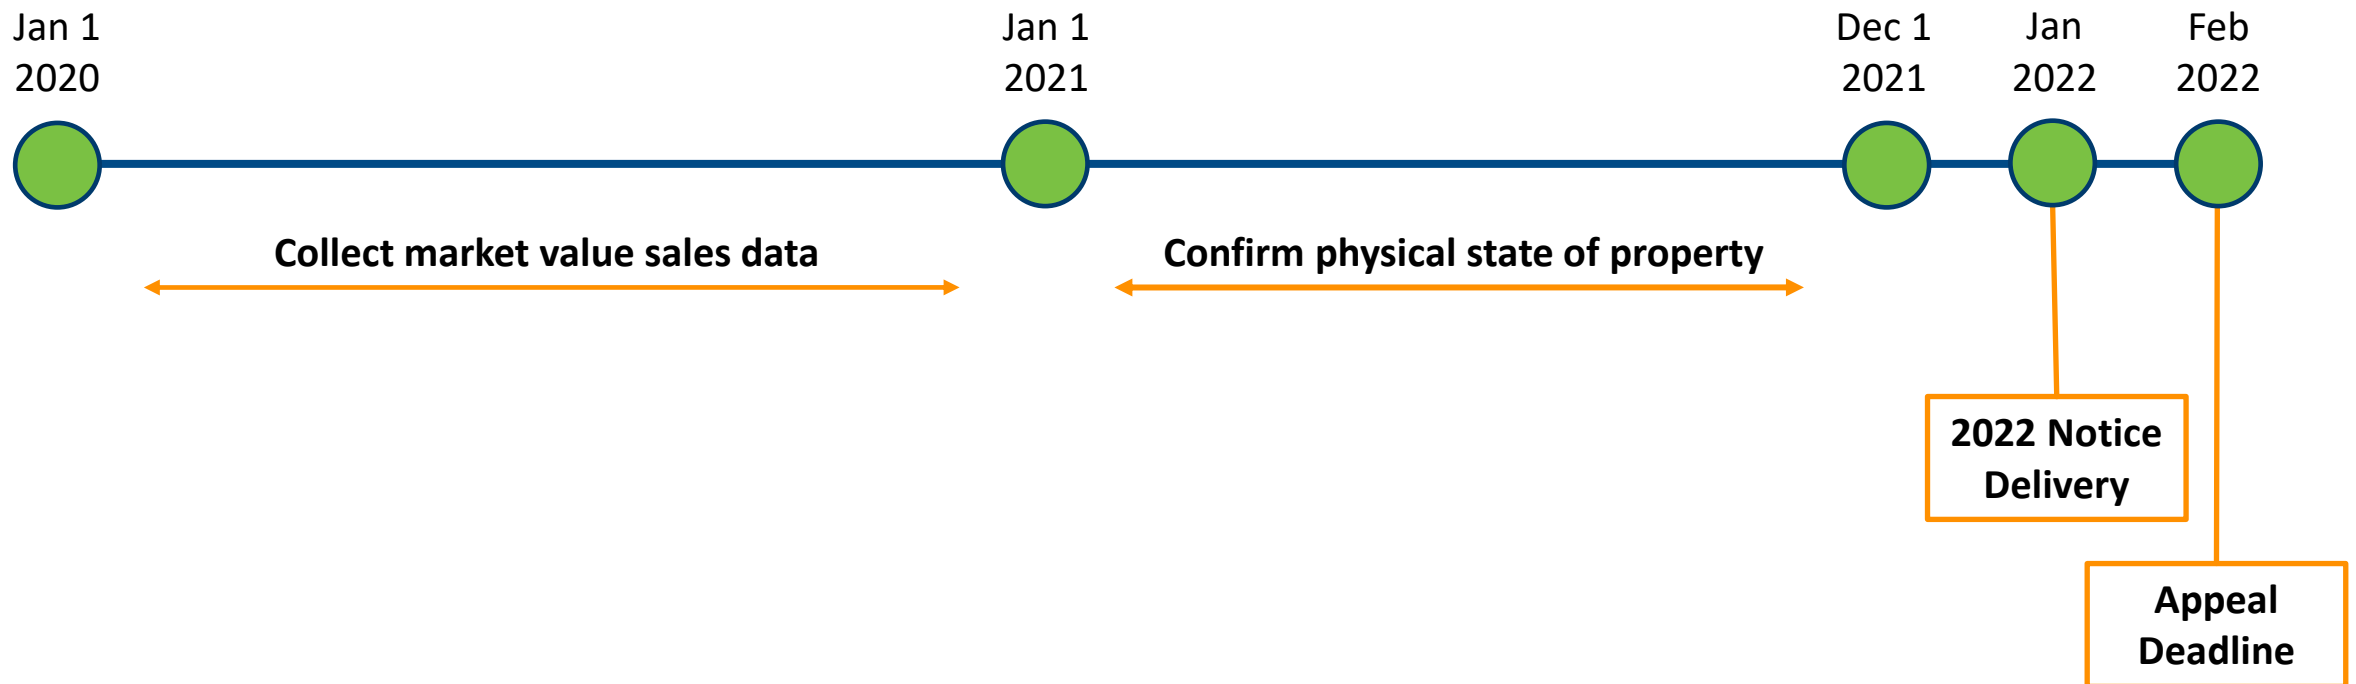 Jan 1
2020
Jan 1
2021
Dec 1
2021
Jan
2022
Feb
2022
Collect market value sales data
Confirm physical state of property
2022 Notice
Delivery
Appeal
Deadline